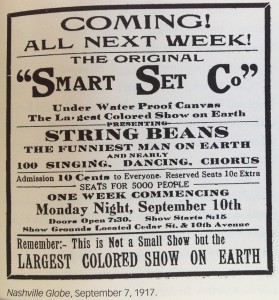 COMING!
ALL NEXT WEEK!
THE ORIGINAL
"SMART SET CO"
Under Water Proof Canvas
The Largest Colored Show on Earth
PRESENTING
STRING BEANS
THE FUNNIEST MAN ON EARTH
AND NEARLY
100 SINGING, DANCING, CHORUS
Admission 10 Cents to Everyone. Reserved Seats 10c Extra
SEATS FOR 5000 PEOPLE
ONE WEEK COMMENCING
Monday Night, September 10th
Doors Open 7:30. Show Starts 8:15
Show Grounds Located Cedar St. & 10th Avenue
Remember:- This is Not a Small Show but the
LARGEST COLORED SHOW ON EARTH
Nashville Globe, September 7, 1917.